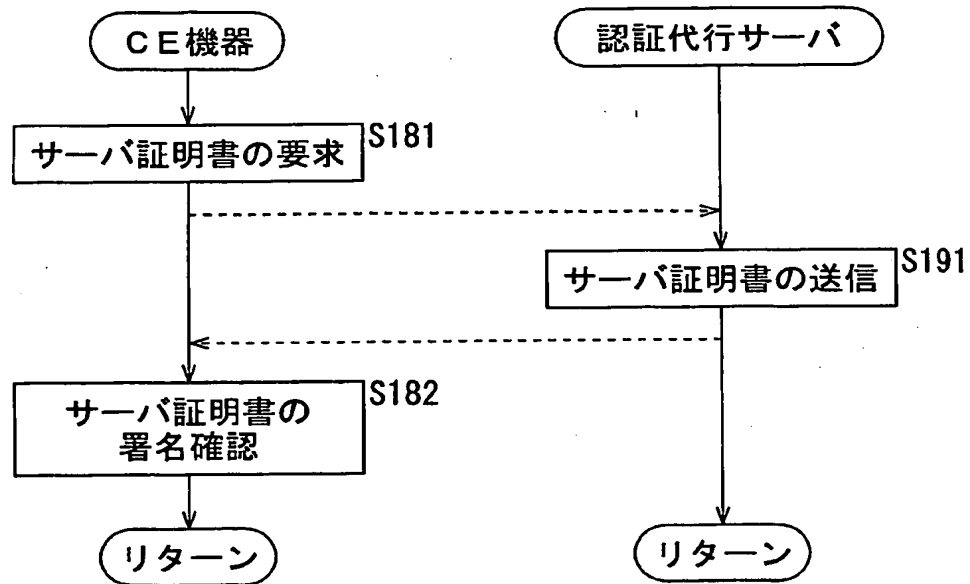 CE機器
認証代行サーバ
サーバ証明書の要求
S181
サーバ証明書の送信
S191
サーバ証明書の
署名確認
S182
リターン
リターン